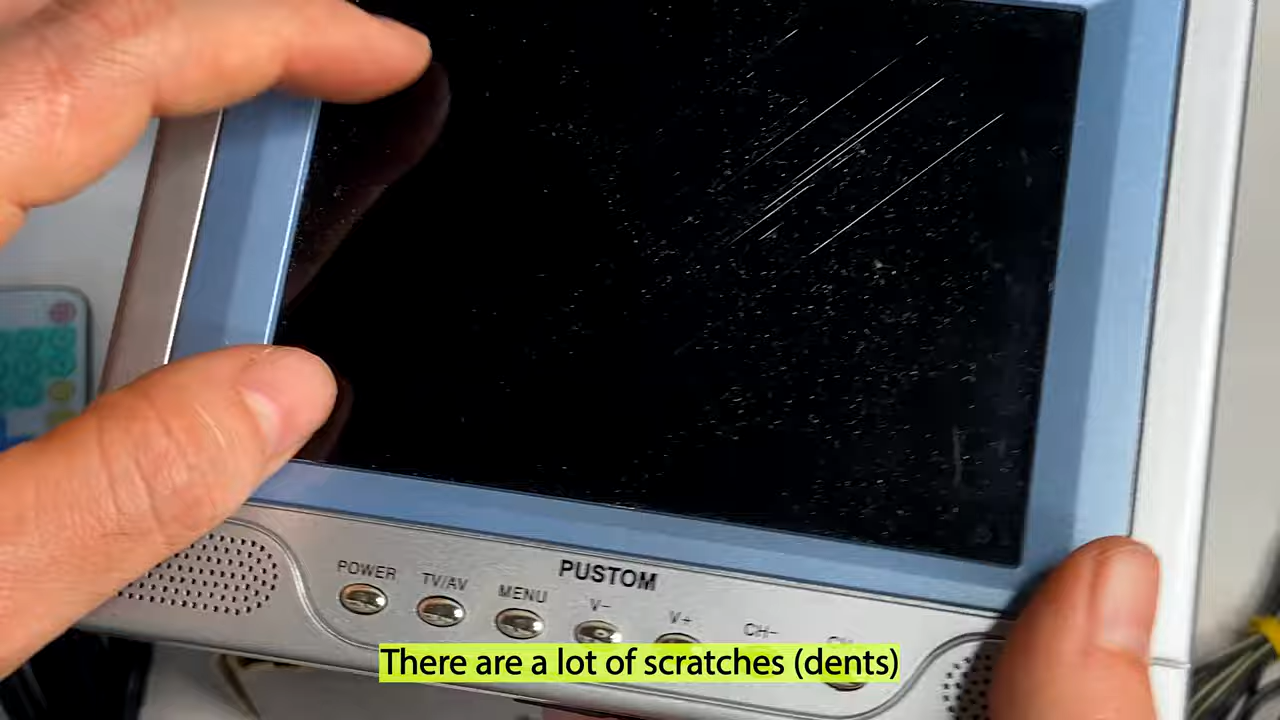 PUSTOM
POWER
TV/AV
MENU
V-
V+
CH-
There are a lot of scratches (dents)